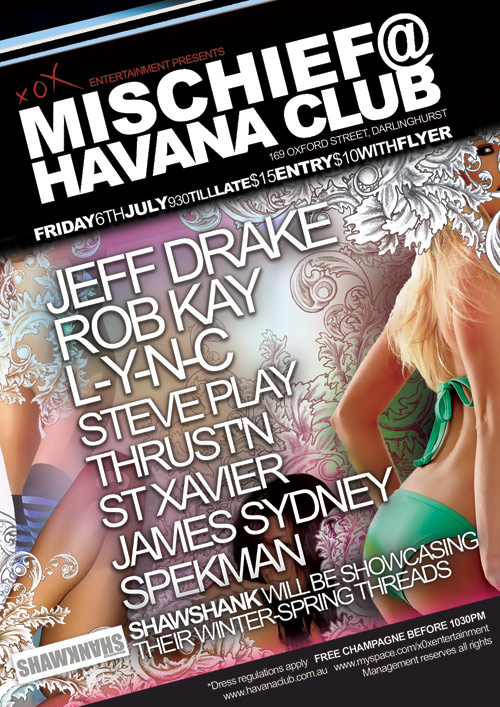 xoX
ENTERTAINMENT PRESENTS
MISCHIEF@
HAVANA CLUB
169 OXFORD STREET, DARLINGHURST
FRIDAY6THJULY930TILLLATE$15ENTRY$10WITHFLYER
JEFF DRAKE
ROB KAY
L-Y-N-C
STEVE PLAY
THRUST'N
ST XAVIER
JAMES SYDNEY
SPEKMAN
SHAWSHANK WILL BE SHOWCASING
THEIR WINTER-SPRING THREADS
SHAWSHANK
*Dress regulations apply FREE CHAMPAGNE BEFORE 1030PM
www.havanaclub.com.au www.myspace.com/x0xentertainment
Management reserves all rights